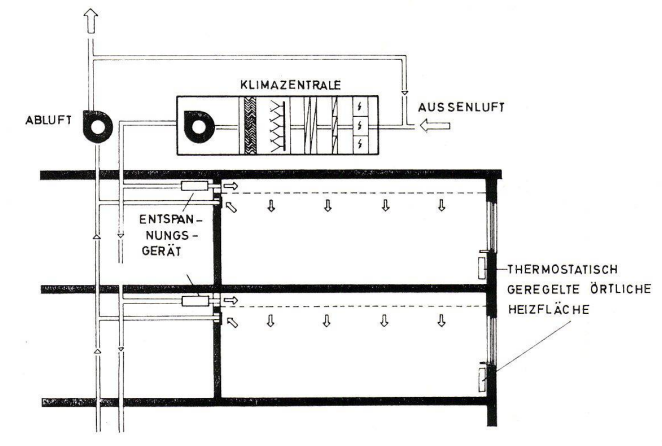 KLIMAZENTRALE
ABLUFT
AUSSENLUFT
ENTSPAN-
NUNGS-
GERÄT
THERMOSTATISCH
GEREGELTE ÖRTLICHE
HEIZFLÄCHE